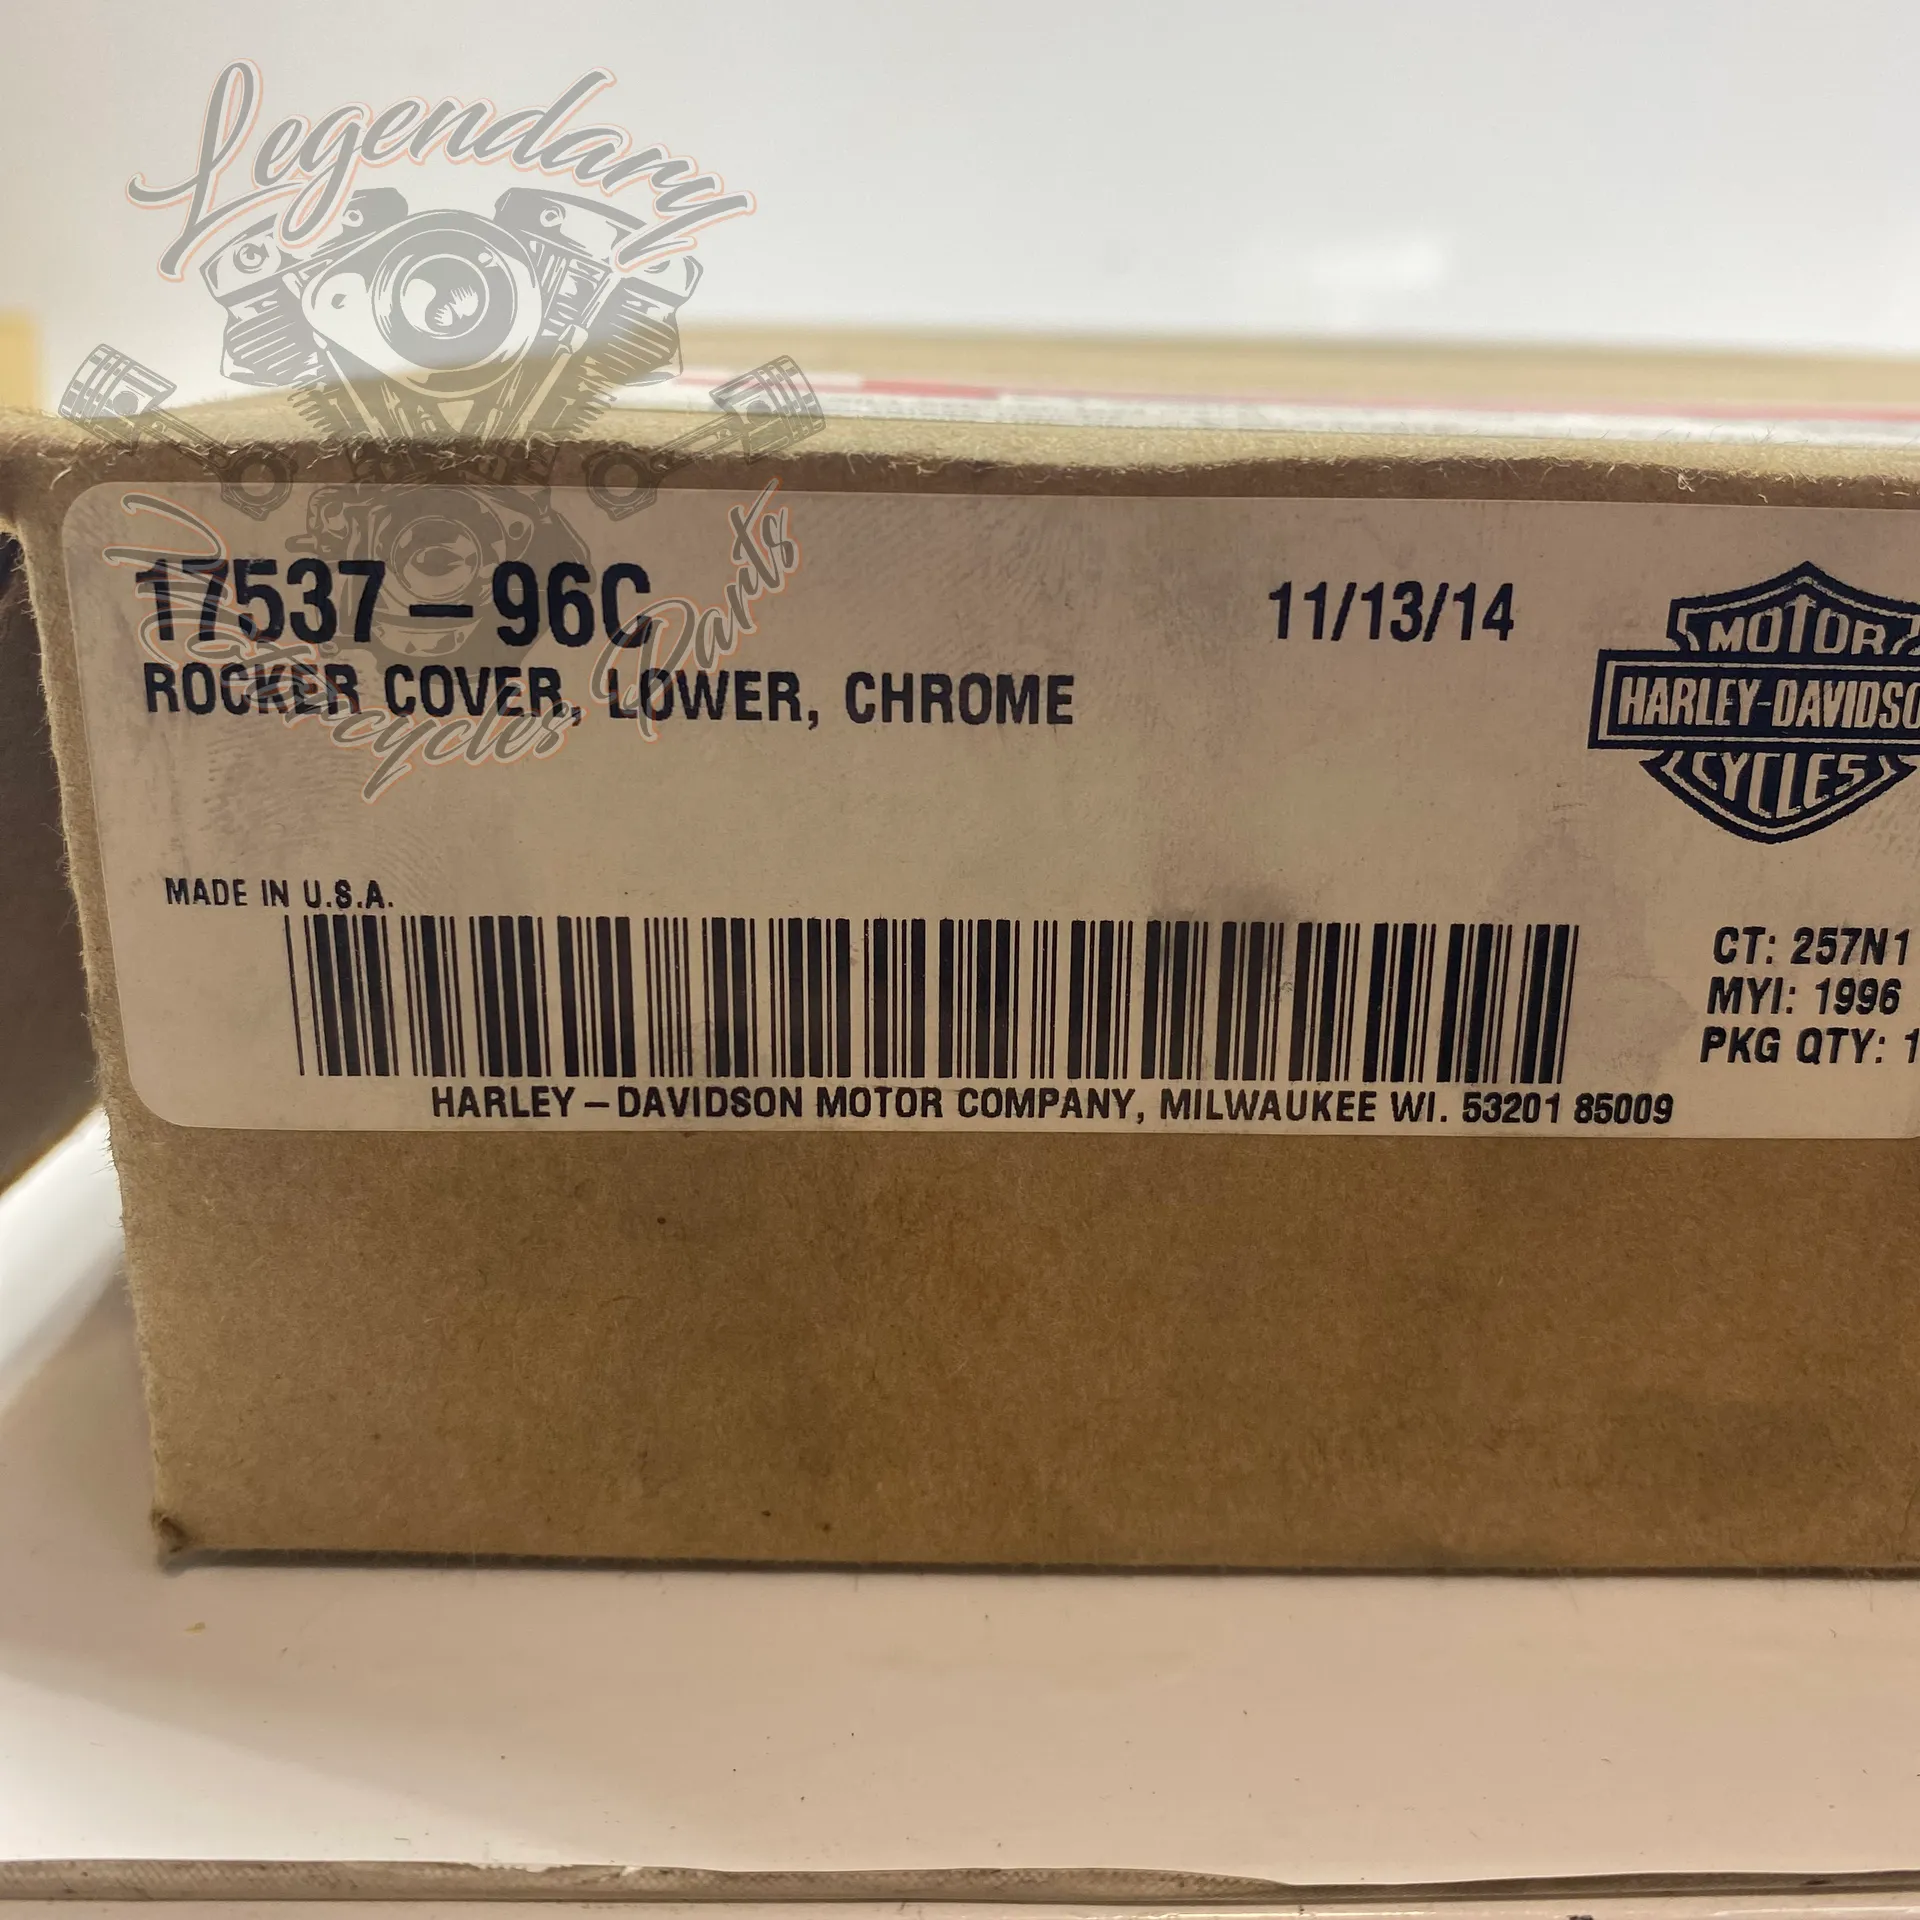 Legendary
Motorcycles Parts
17537-96C
11/13/14
ROCKER COVER, LOWER, CHROME
MOTOR
HARLEY-DAVIDSO
CYCLES
MADE IN U.S.A.
CT: 257N1
MYI: 1996
PKG QTY: 1
HARLEY-DAVIDSON MOTOR COMPANY, MILWAUKEE WI. 53201 85009